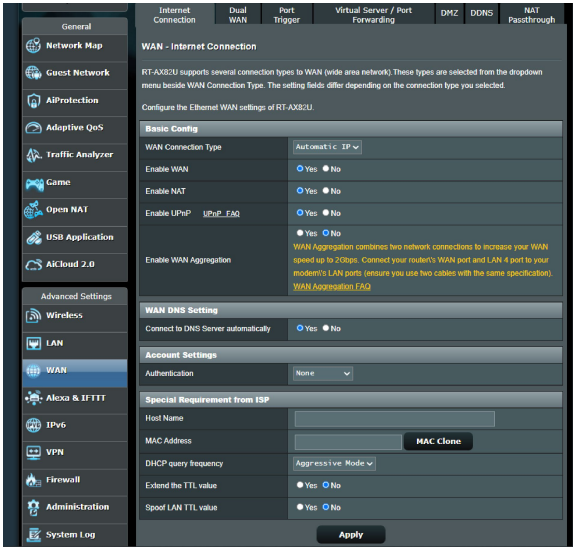 General
Network Map
Guest Network
AiProtection
Adaptive QoS
Traffic Analyzer
Game
Open NAT
USB Application
AiCloud 2.0
Advanced Settings
Wireless
LAN
WAN
Alexa & IFTTT
IPv6
VPN
Firewall
Administration
System Log
Internet
Connection
Dual
WAN
Port
Trigger
Virtual Server / Port
Forwarding
DMZ
DDNS
NAT
Passthrough
WAN - Internet Connection
RT-AX82U supports several connection types to WAN (wide area network).These types are selected from the dropdown
menu beside WAN Connection Type. The setting fields differ depending on the connection type you selected.
Configure the Ethernet WAN settings of RT-AX82U.
Basic Config
WAN Connection Type Automatic IP
Enable WAN Yes No
Enable NAT Yes No
Enable UPnP UPnP FAQ Yes No
Yes No
Enable WAN Aggregation
WAN Aggregation combines two network connections to increase your WAN
speed up to 2Gbps. Connect your router\'s WAN port and LAN 4 port to your
modem\'s LAN ports (ensure you use two cables with the same specification).
WAN Aggregation FAQ
WAN DNS Setting
Connect to DNS Server automatically Yes No
Account Settings
Authentication None
Special Requirement from ISP
Host Name
MAC Address MAC Clone
DHCP query frequency Aggressive Mode
Extend the TTL value Yes No
Spoof LAN TTL value Yes No
Apply